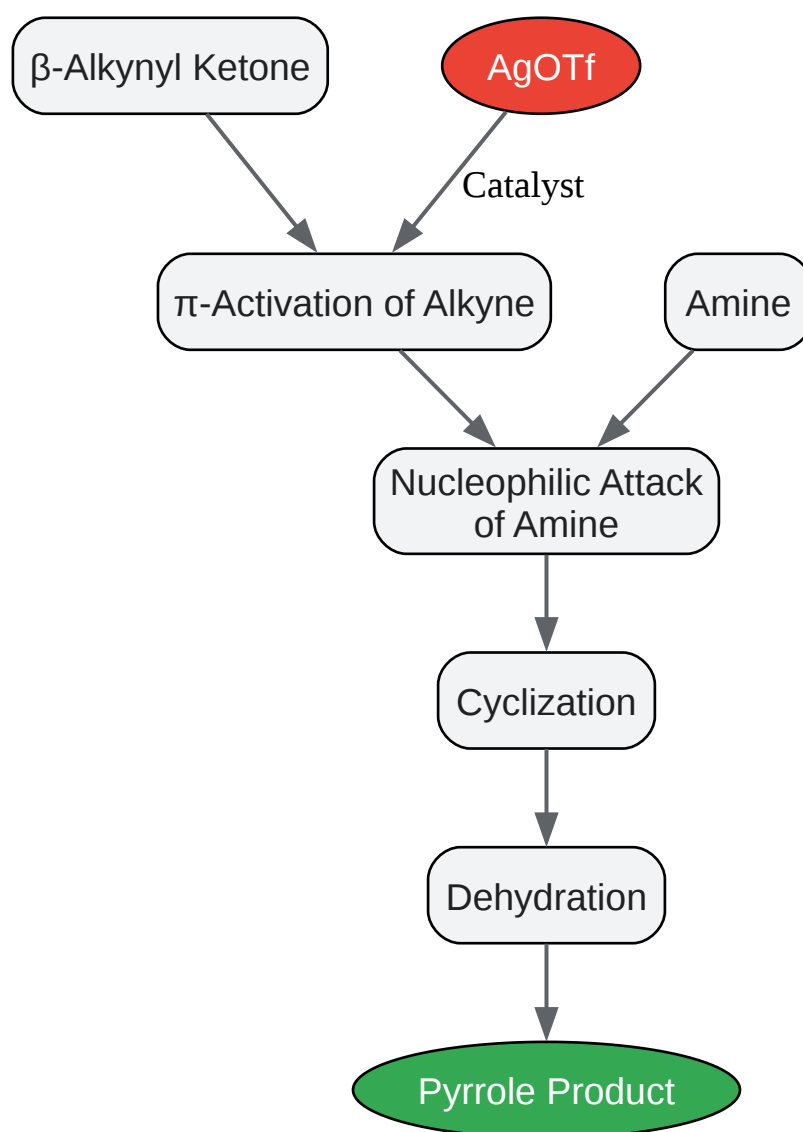 β-Alkynyl Ketone
AgOTf
Catalyst
π-Activation of Alkyne
Amine
Nucleophilic Attack
of Amine
Cyclization
Dehydration
Pyrrole Product